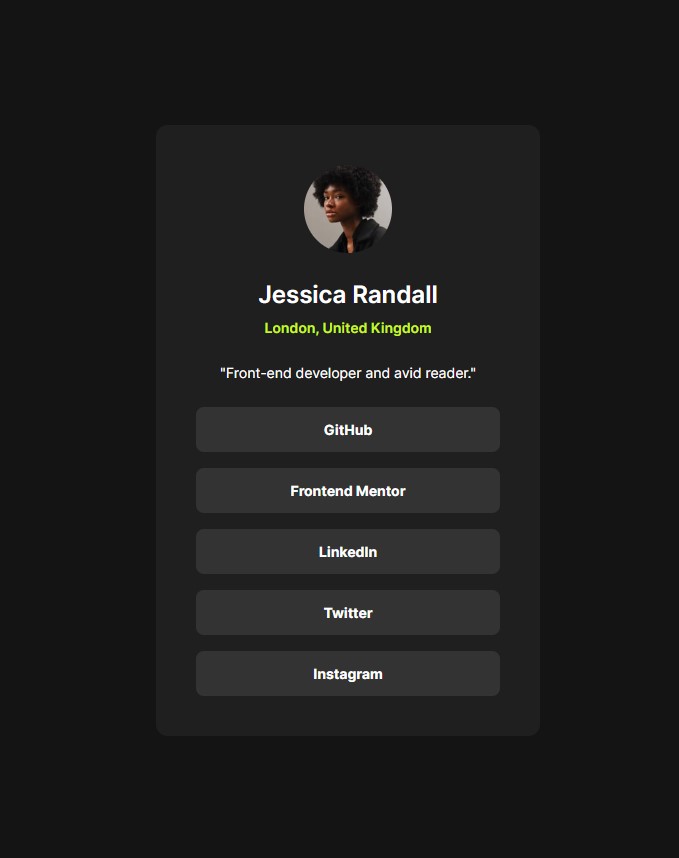 Jessica Randall
London, United Kingdom
"Front-end developer and avid reader."
GitHub
Frontend Mentor
LinkedIn
Twitter
Instagram